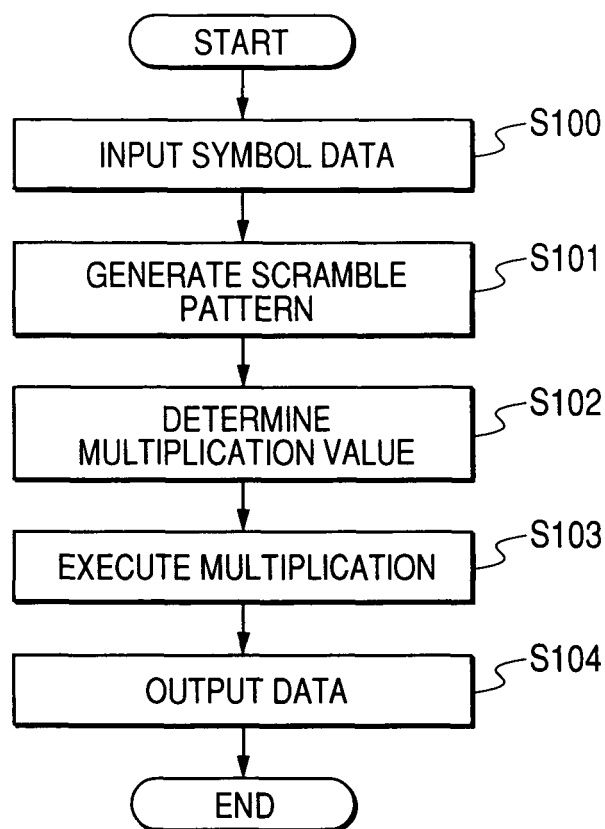 START
INPUT SYMBOL DATA
S100
GENERATE SCRAMBLE
PATTERN
S101
DETERMINE
MULTIPLICATION VALUE
S102
EXECUTE MULTIPLICATION
S103
OUTPUT DATA
S104
END